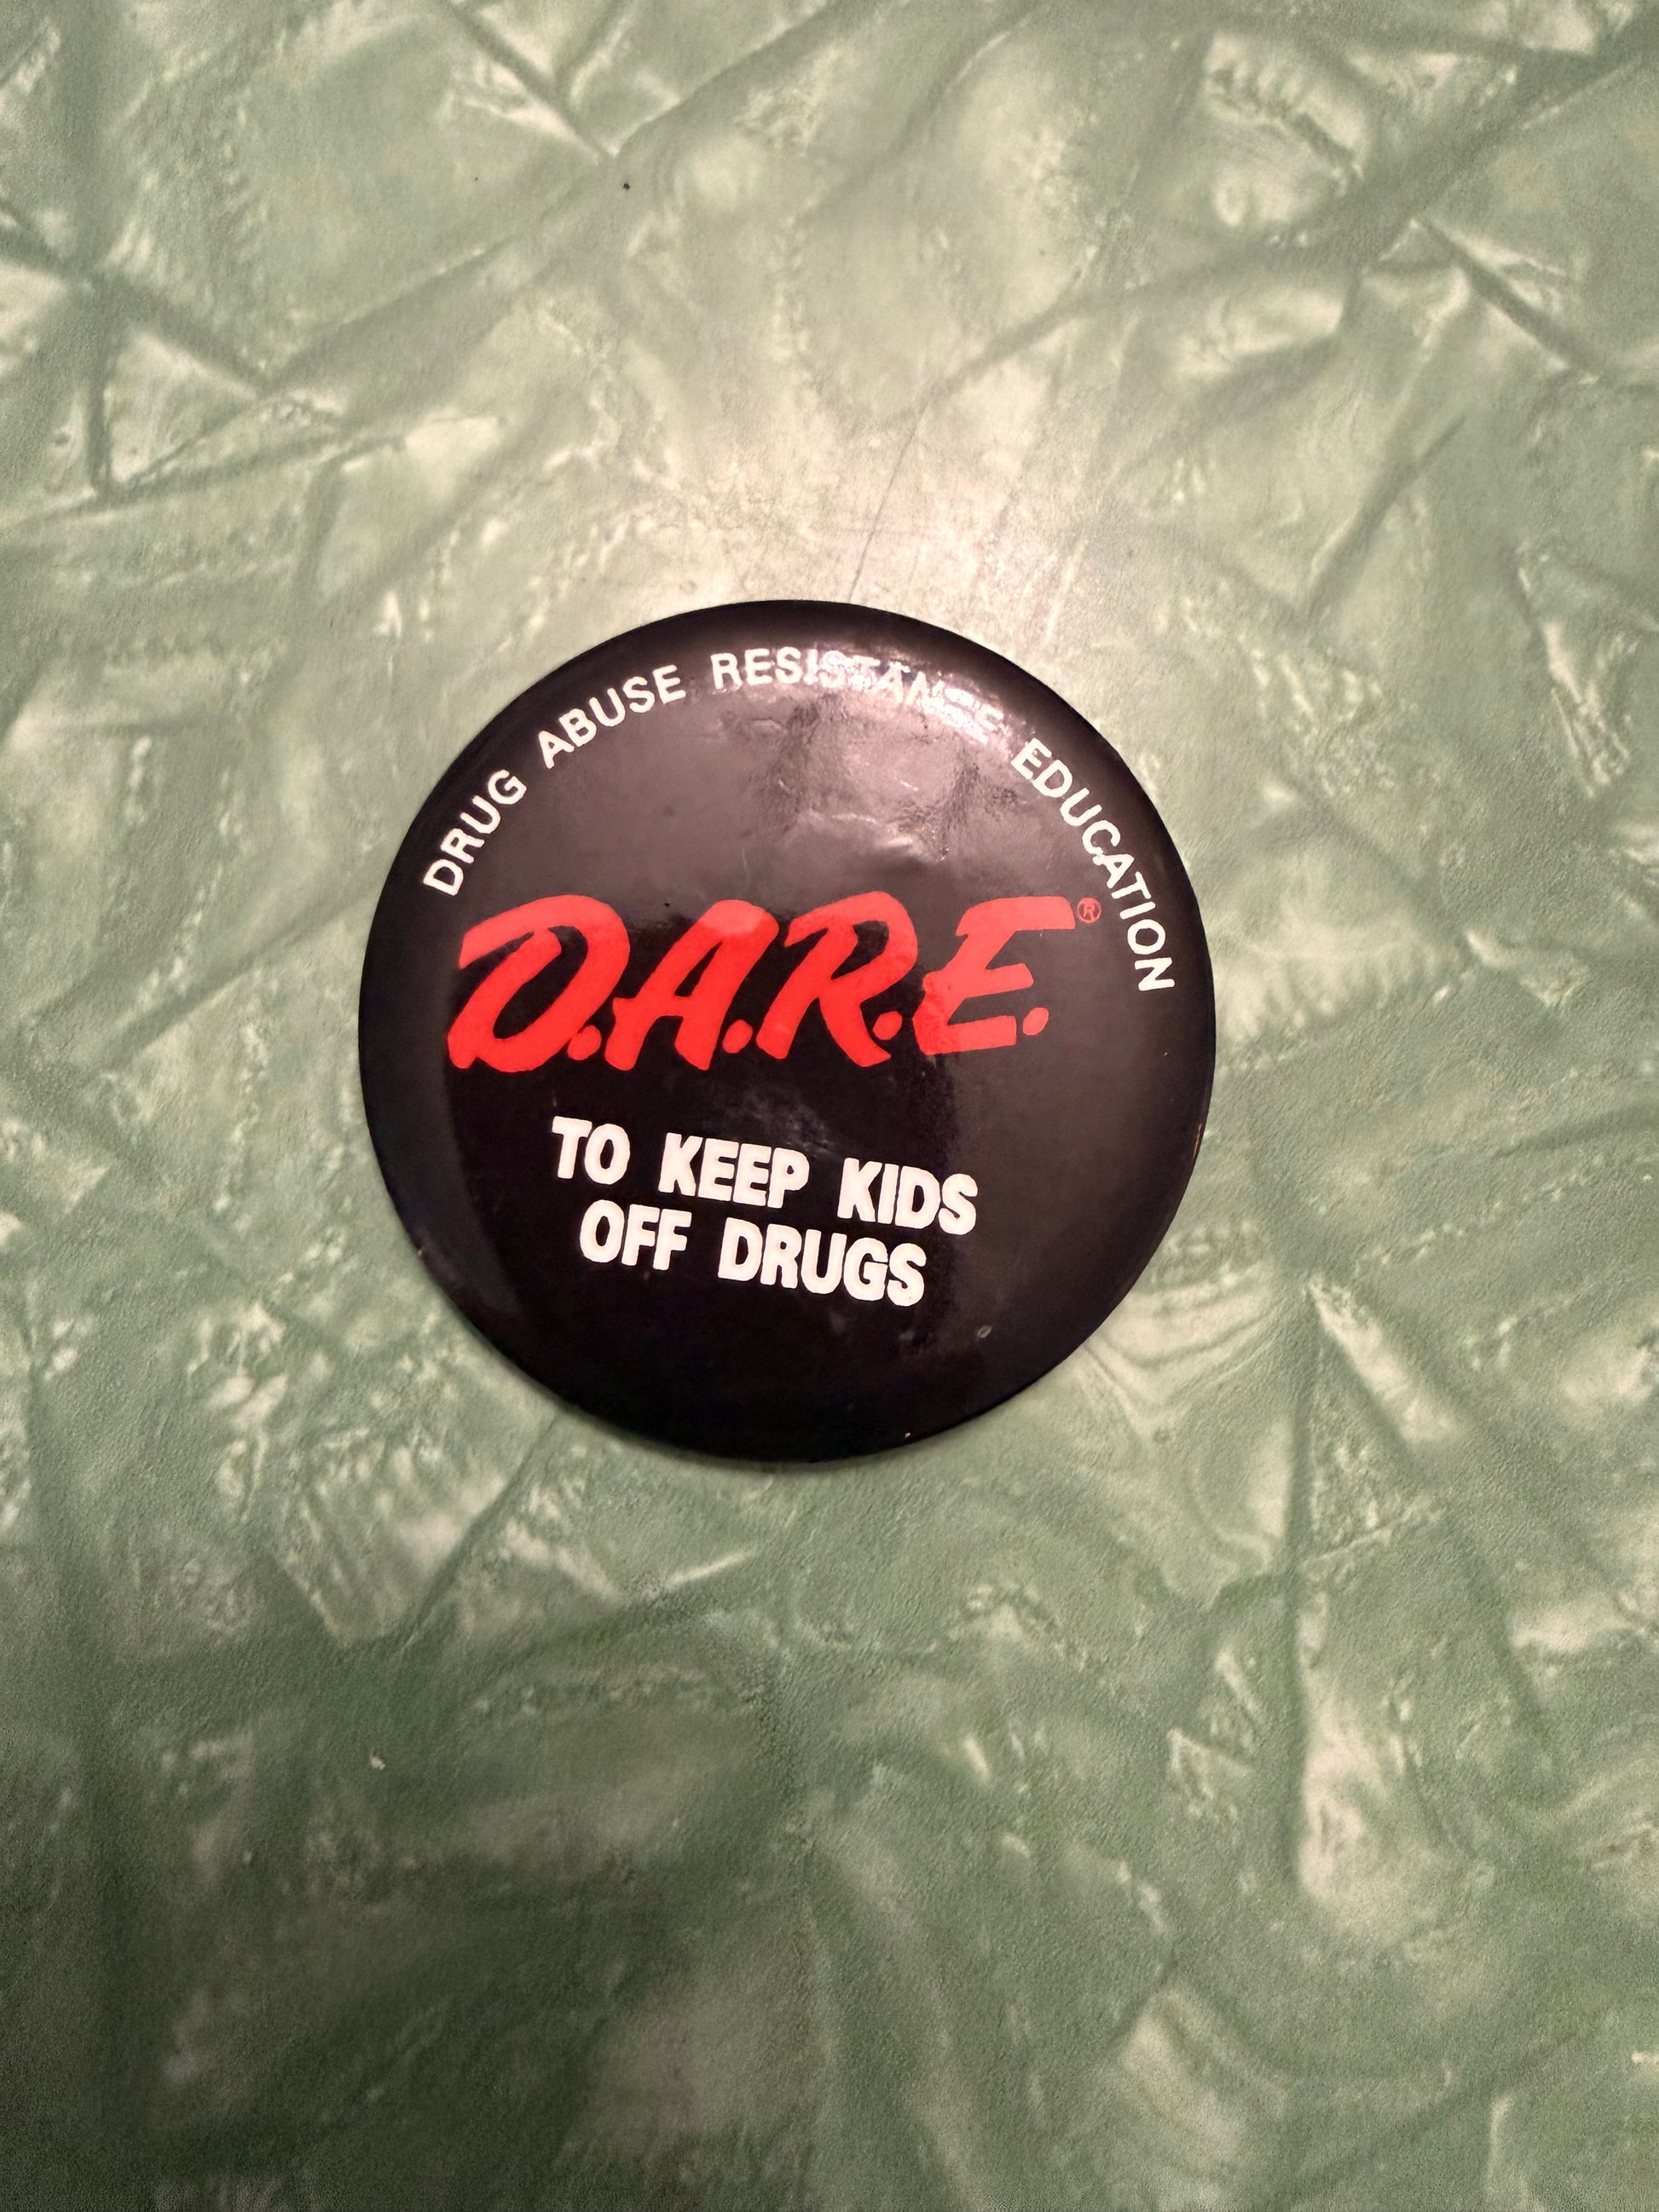 DRUG ABUSE RESISTANCE EDUCATION
D.A.R.E.®
TO KEEP KIDS
OFF DRUGS